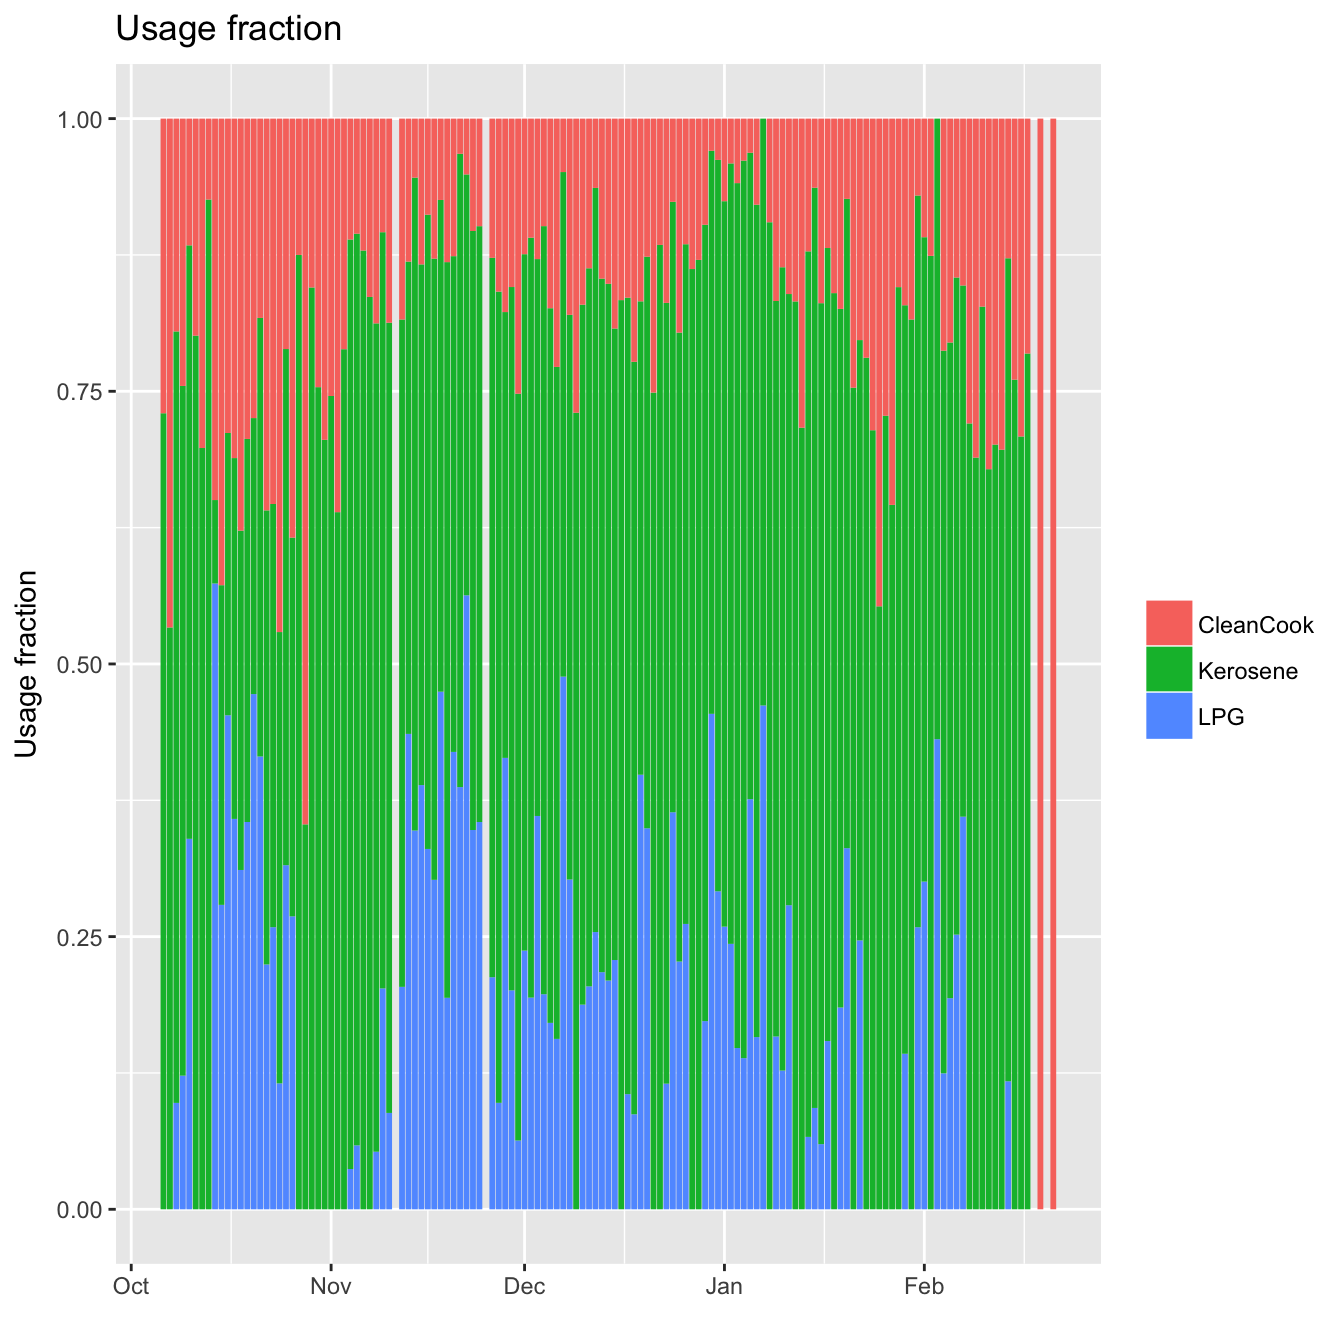 Usage fraction
Usage fraction
1.00
0.75
0.50
0.25
0.00
Oct Nov Dec Jan Feb
CleanCook
Kerosene
LPG